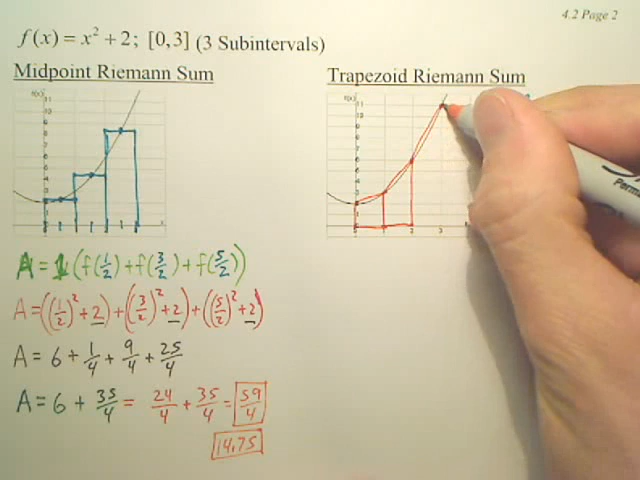 4.2 Page 2
f(x) = x² + 2; [0,3] (3 Subintervals)
Midpoint Riemann Sum
Trapezoid Riemann Sum
A = 1(f(1/2) + f(3/2) + f(5/2))
A = ((1/2)² + 2) + ((3/2)² + 2) + ((5/2)² + 2)
A = 6 + 1/4 + 9/4 + 25/4
A = 6 + 35/4 = 24/4 + 35/4 = 59/4
14.75